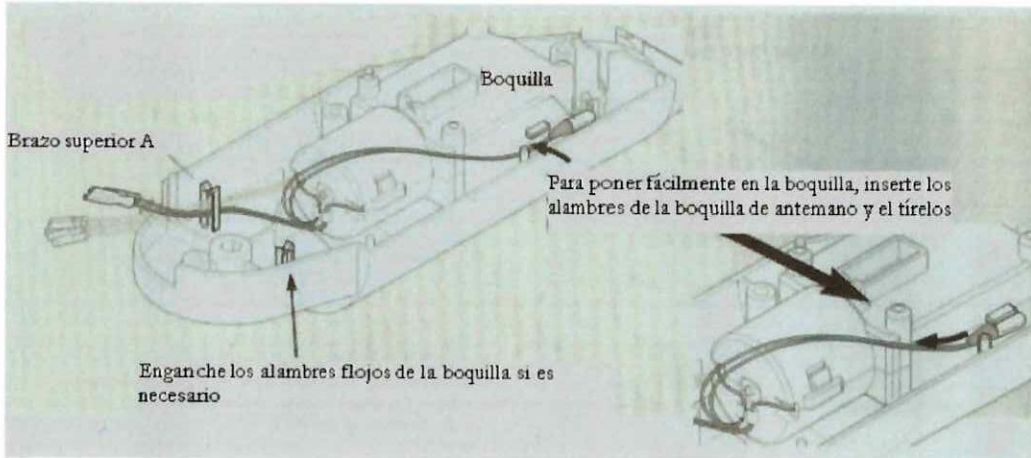 Boquilla
Brazo superior A
Para poner fácilmente en la boquilla, inserte los
alambres de la boquilla de antemano y el tírelos
Enganche los alambres flojos de la boquilla si es
necesario